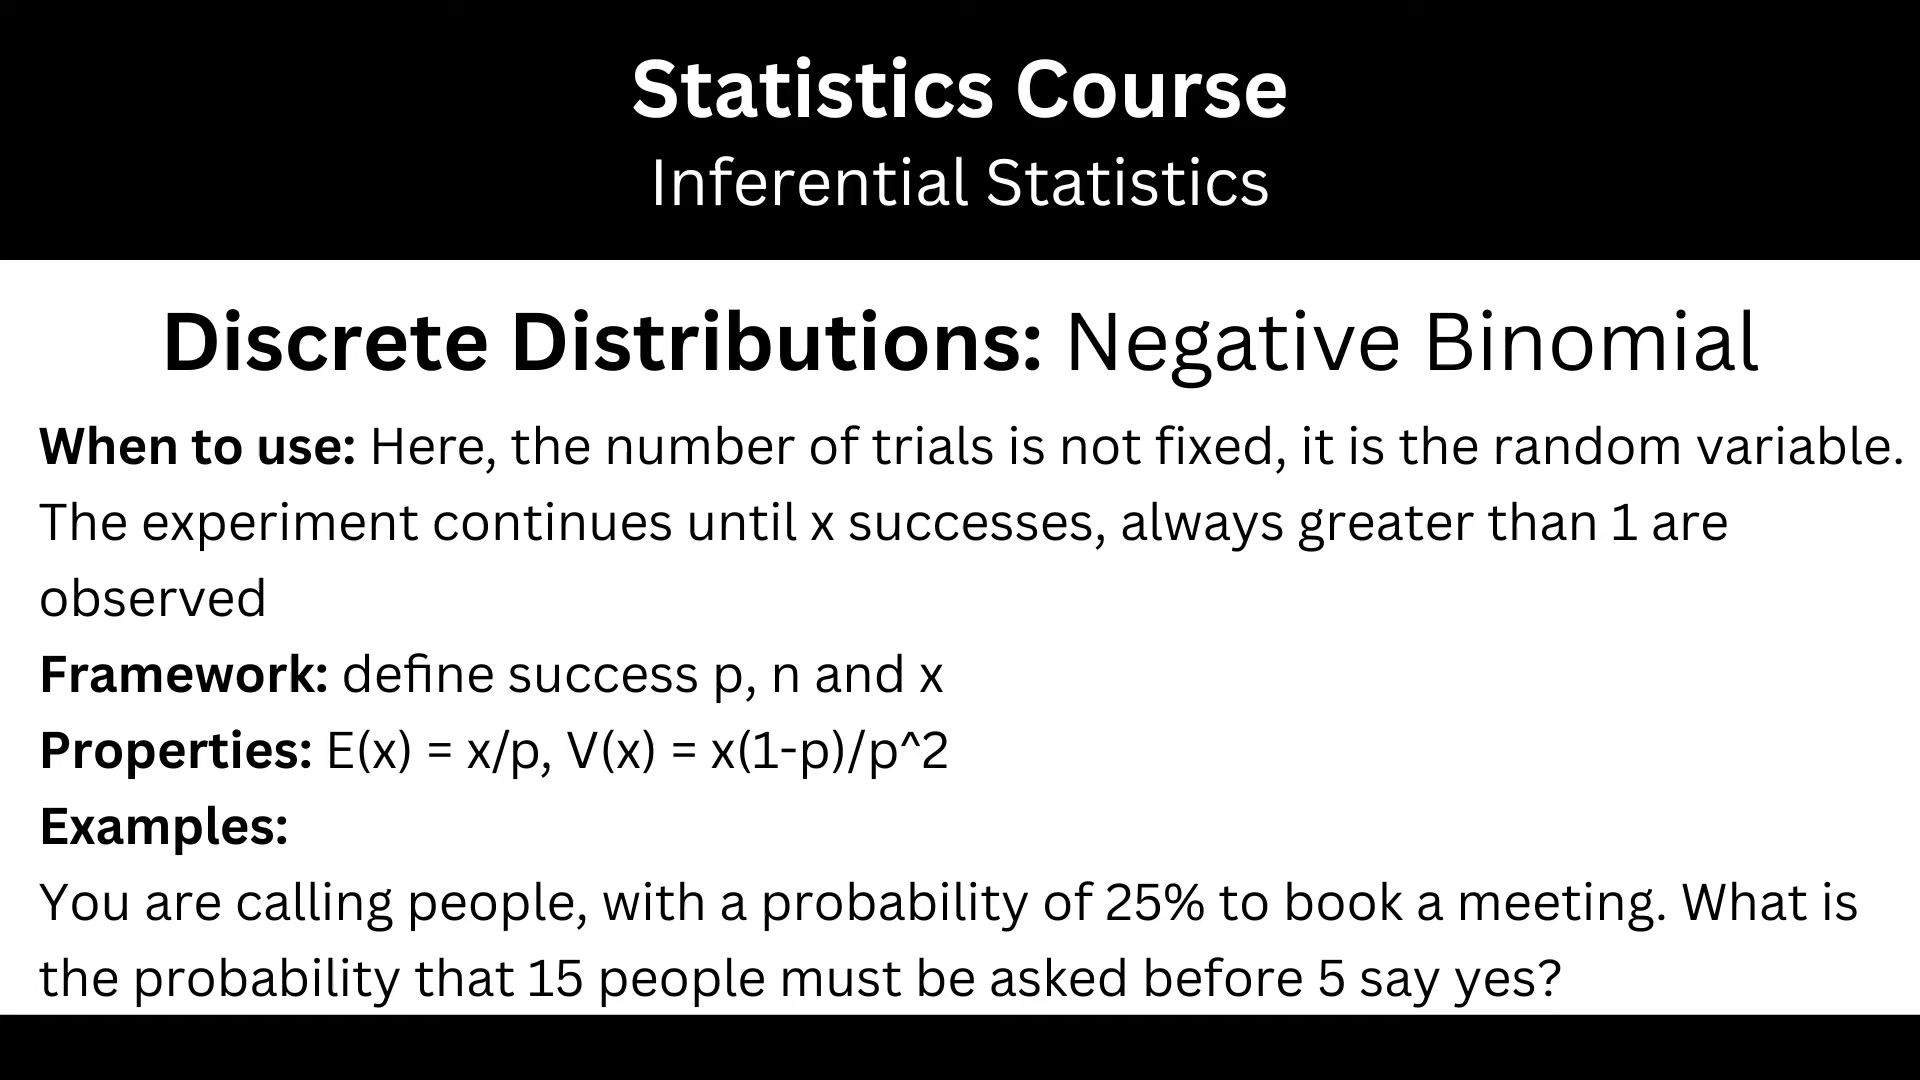 Statistics Course
Inferential Statistics
Discrete Distributions: Negative Binomial
When to use: Here, the number of trials is not fixed, it is the random variable.
The experiment continues until x successes, always greater than 1 are
observed
Framework: define success p, n and x
Properties: E(x) = x/p, V(x) = x(1-p)/p^2
Examples:
You are calling people, with a probability of 25% to book a meeting. What is
the probability that 15 people must be asked before 5 say yes?